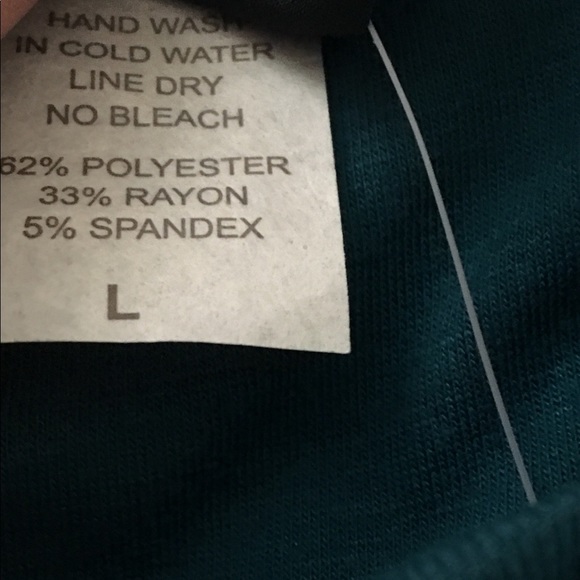 HAND WASH
IN COLD WATER
LINE DRY
NO BLEACH
62% POLYESTER
33% RAYON
5% SPANDEX
L